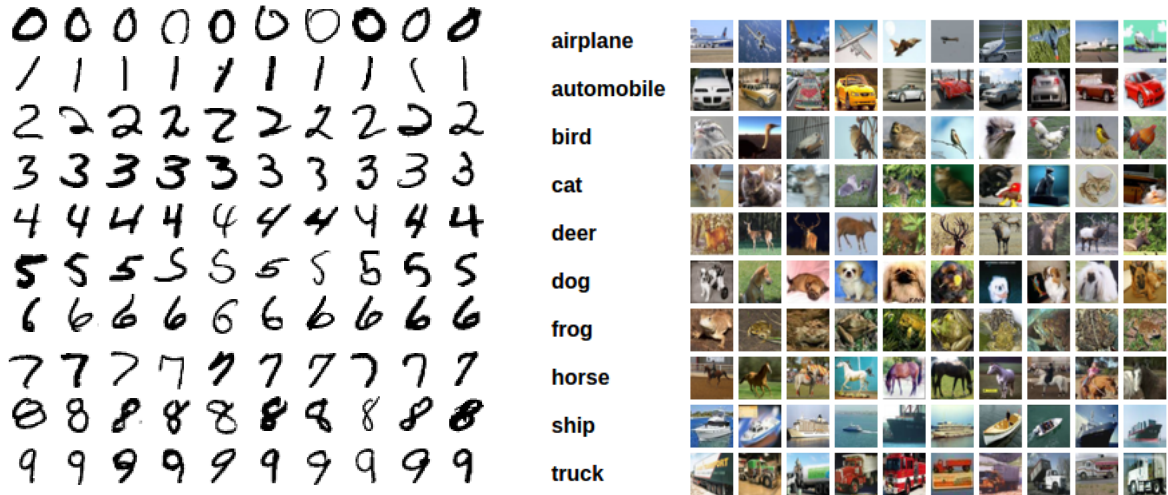 0 0 0 0 0 0 0 0 0 0
1 1 1 1 1 1 1 1 1 1
2 2 2 2 2 2 2 2 2 2
3 3 3 3 3 3 3 3 3 3
4 4 4 4 4 4 4 4 4 4
5 5 5 5 5 5 5 5 5 5
6 6 6 6 6 6 6 6 6 6
7 7 7 7 7 7 7 7 7 7
8 8 8 8 8 8 8 8 8 8
9 9 9 9 9 9 9 9 9 9
airplane
automobile
bird
cat
deer
dog
frog
horse
ship
truck